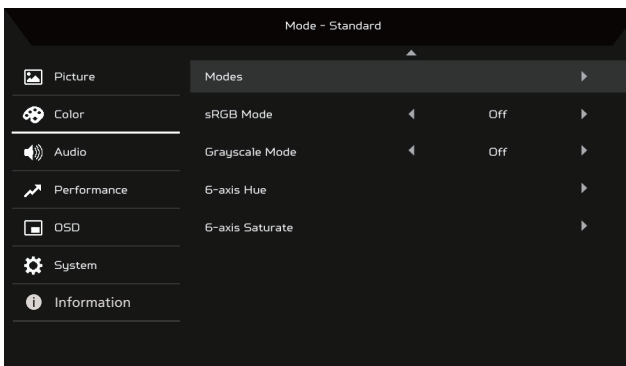 Mode - Standard
Picture
Modes
Color
sRGB Mode Off
Audio
Grayscale Mode Off
Performance
6-axis Hue
OSD
6-axis Saturate
System
Information